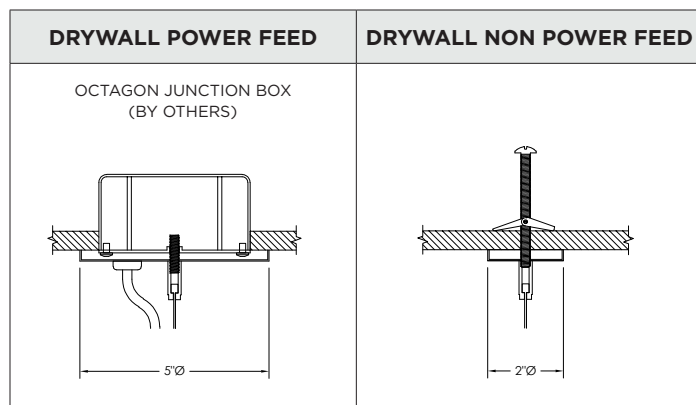 DRYWALL POWER FEED
DRYWALL NON POWER FEED
OCTAGON JUNCTION BOX
(BY OTHERS)
5"Ø
2"Ø